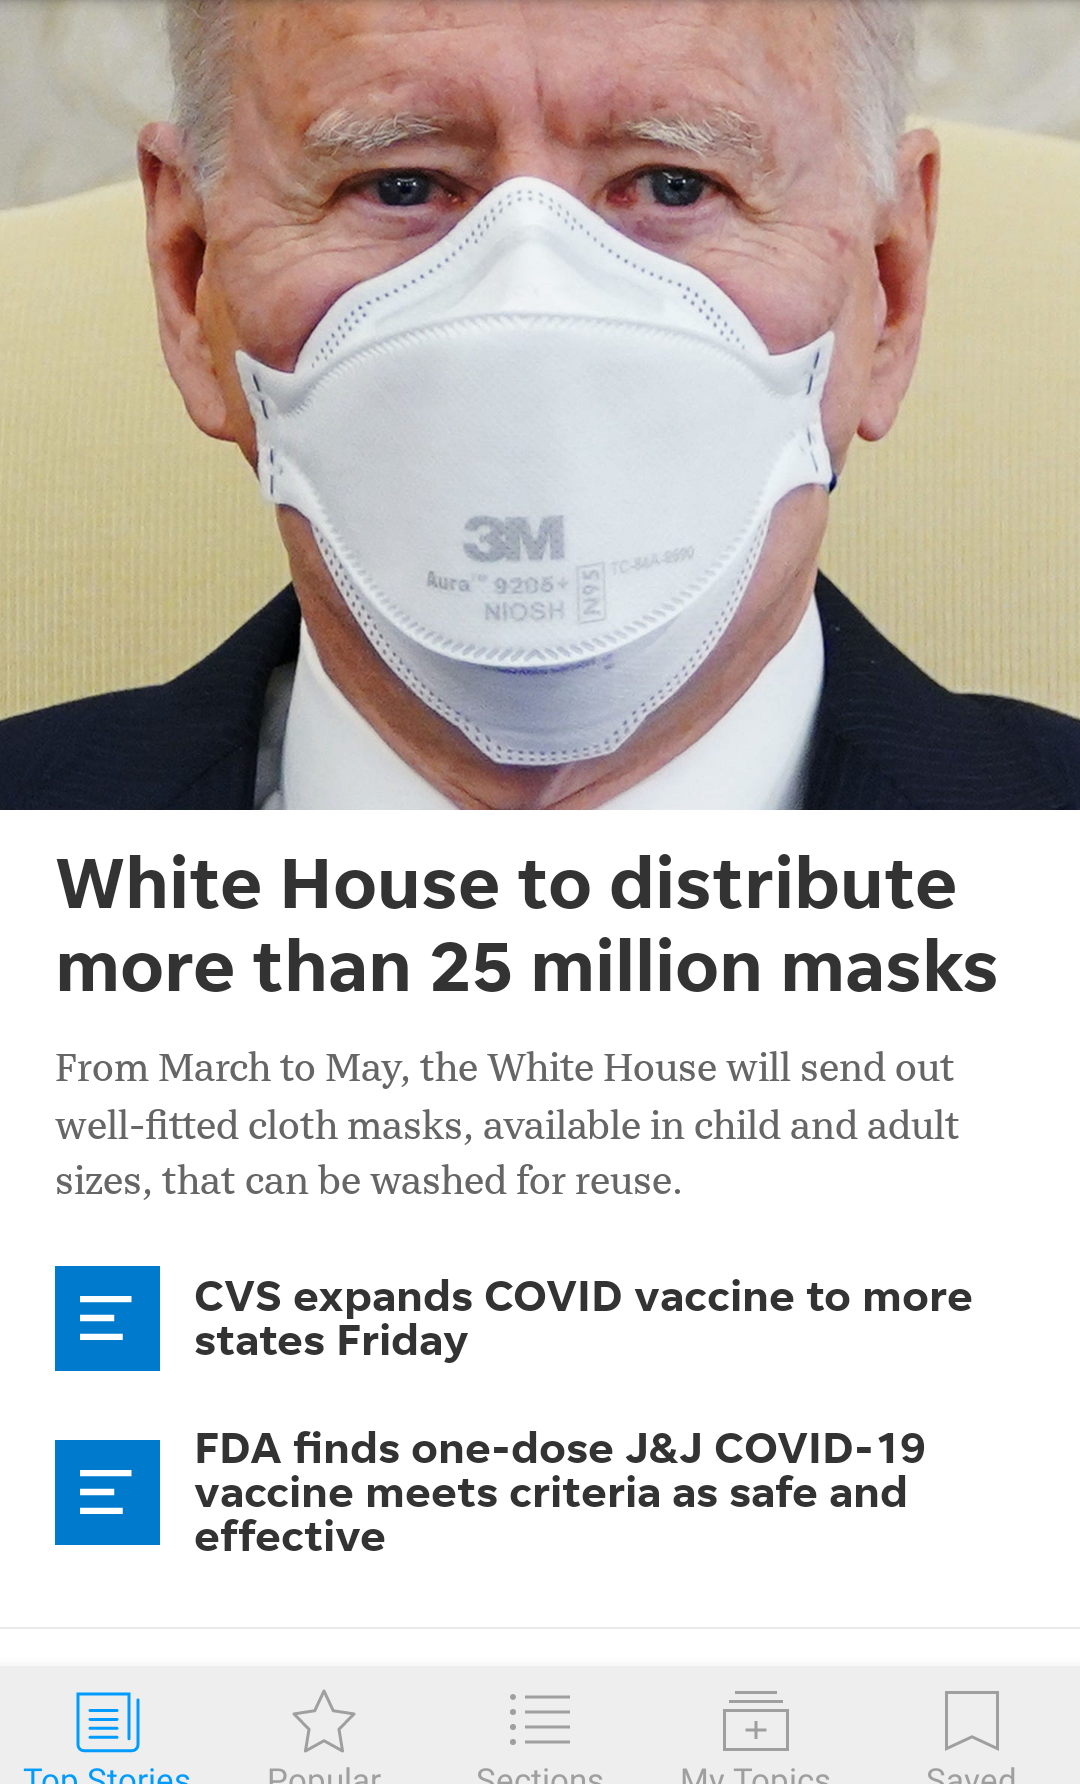 3M
Aura™ 9205+
NIOSH
N95
TC-84A-8590
White House to distribute
more than 25 million masks
From March to May, the White House will send out
well-fitted cloth masks, available in child and adult
sizes, that can be washed for reuse.
CVS expands COVID vaccine to more
states Friday
FDA finds one-dose J&J COVID-19
vaccine meets criteria as safe and
effective
Top Stories
Popular
Sections
My Topics
Saved